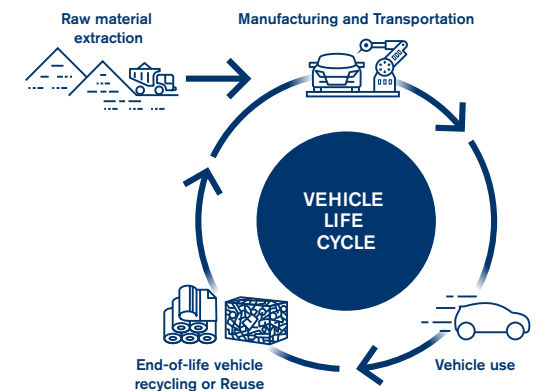 Raw material
extraction
Manufacturing and Transportation
VEHICLE
LIFE
CYCLE
End-of-life vehicle
recycling or Reuse
Vehicle use